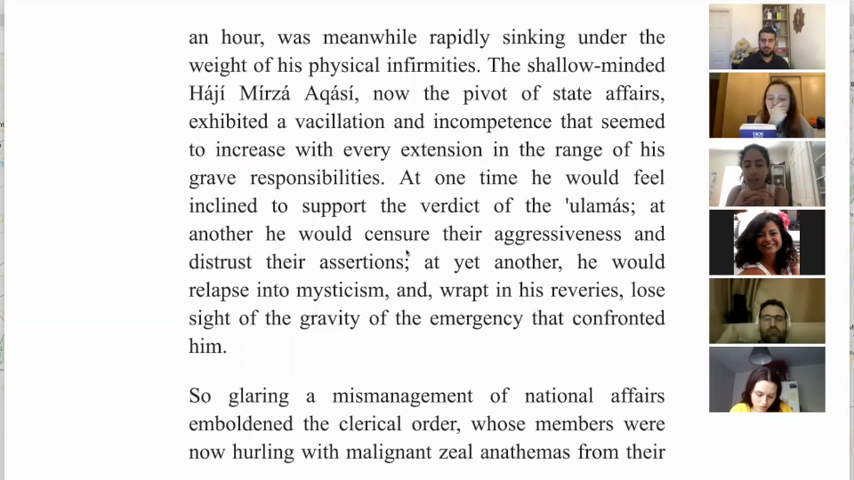 an hour, was meanwhile rapidly sinking under the
weight of his physical infirmities. The shallow-minded
Hájí Mírzá Aqásí, now the pivot of state affairs,
exhibited a vacillation and incompetence that seemed
to increase with every extension in the range of his
grave responsibilities. At one time he would feel
inclined to support the verdict of the 'ulamás; at
another he would censure their aggressiveness and
distrust their assertions; at yet another, he would
relapse into mysticism, and, wrapt in his reveries, lose
sight of the gravity of the emergency that confronted
him.
So glaring a mismanagement of national affairs
emboldened the clerical order, whose members were
now hurling with malignant zeal anathemas from their